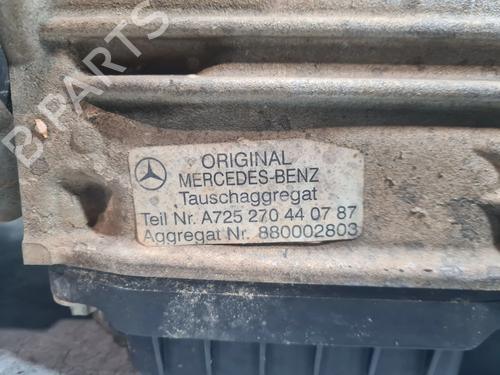 B-PARTS
ORIGINAL
MERCEDES-BENZ
Tauschaggregat
Teil Nr. A725 270 44 07 87
Aggregat Nr. 880002803